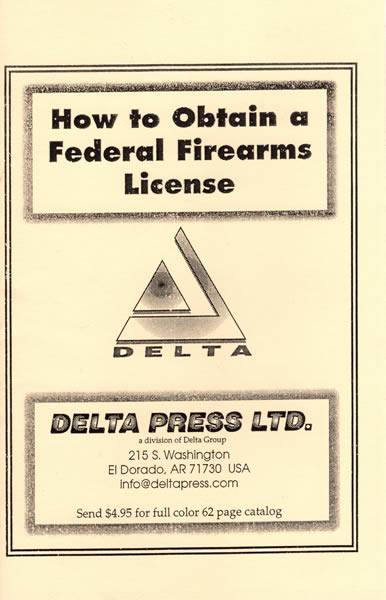 How to Obtain a
Federal Firearms
License
DELTA
DELTA PRESS LTD.
a division of Delta Group
215 S. Washington
El Dorado, AR 71730 USA
info@deltapress.com
Send $4.95 for full color 62 page catalog